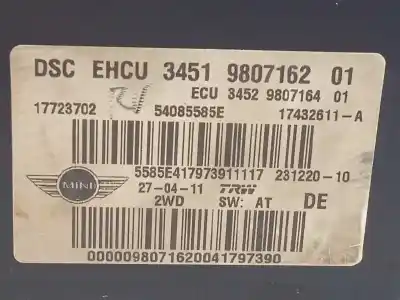 DSC EHCU 3451 9807162 01
ECU 3452 9807164 01
17723702 54085585E 17432611-A
5585E417973911117 231220-10
MINI
27-04-11 TRW
2WD SW: AT DE
0000098071620041797390